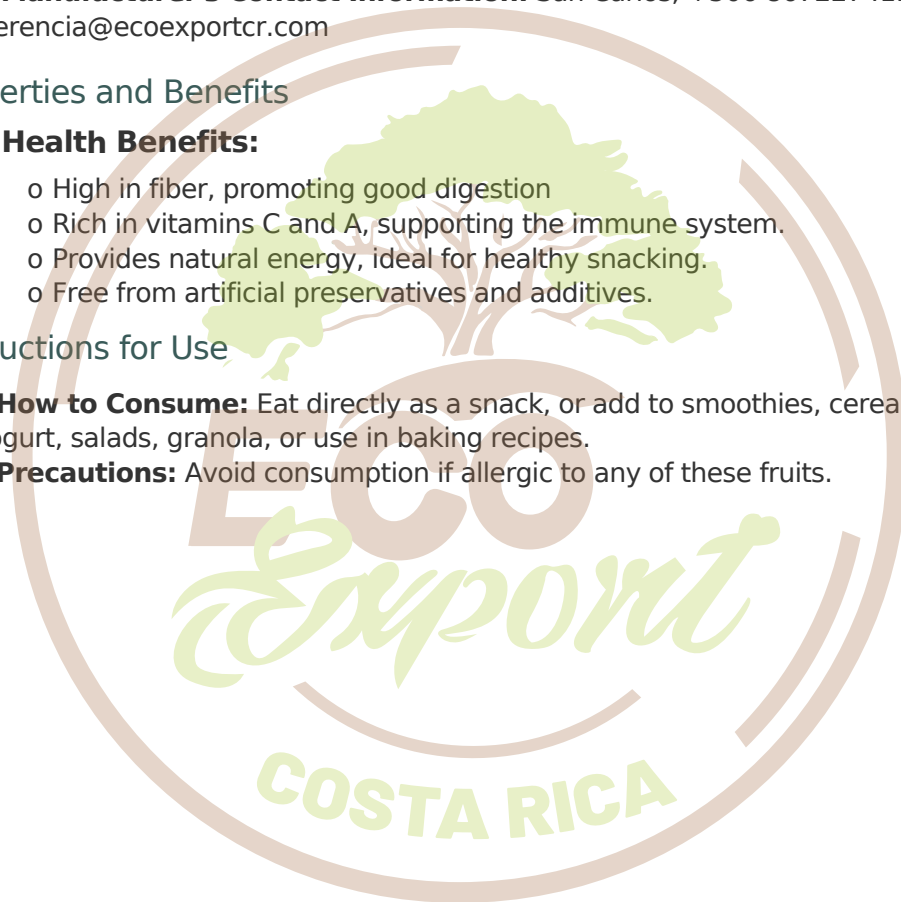 erencia@ecoexportcr.com
erties and Benefits
Health Benefits:
o High in fiber, promoting good digestion
o Rich in vitamins C and A, supporting the immune system.
o Provides natural energy, ideal for healthy snacking.
o Free from artificial preservatives and additives.
uctions for Use
How to Consume: Eat directly as a snack, or add to smoothies, cerea
ogurt, salads, granola, or use in baking recipes.
Precautions: Avoid consumption if allergic to any of these fruits.
ECO
Export
COSTA RICA